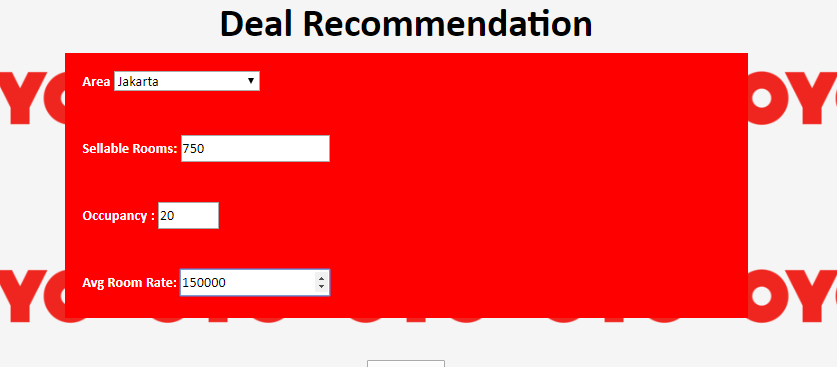 Deal Recommendation
Area Jakarta
Sellable Rooms: 750
Occupancy : 20
Avg Room Rate: 150000